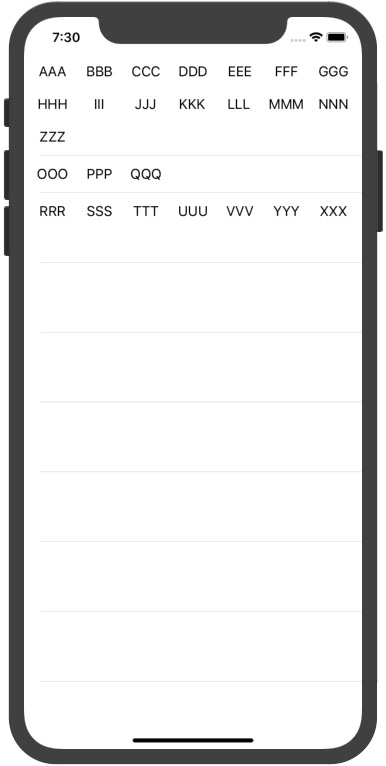 7:30
AAA BBB CCC DDD EEE FFF GGG
HHH III JJJ KKK LLL MMM NNN
ZZZ
OOO PPP QQQ
RRR SSS TTT UUU VVV YYY XXX